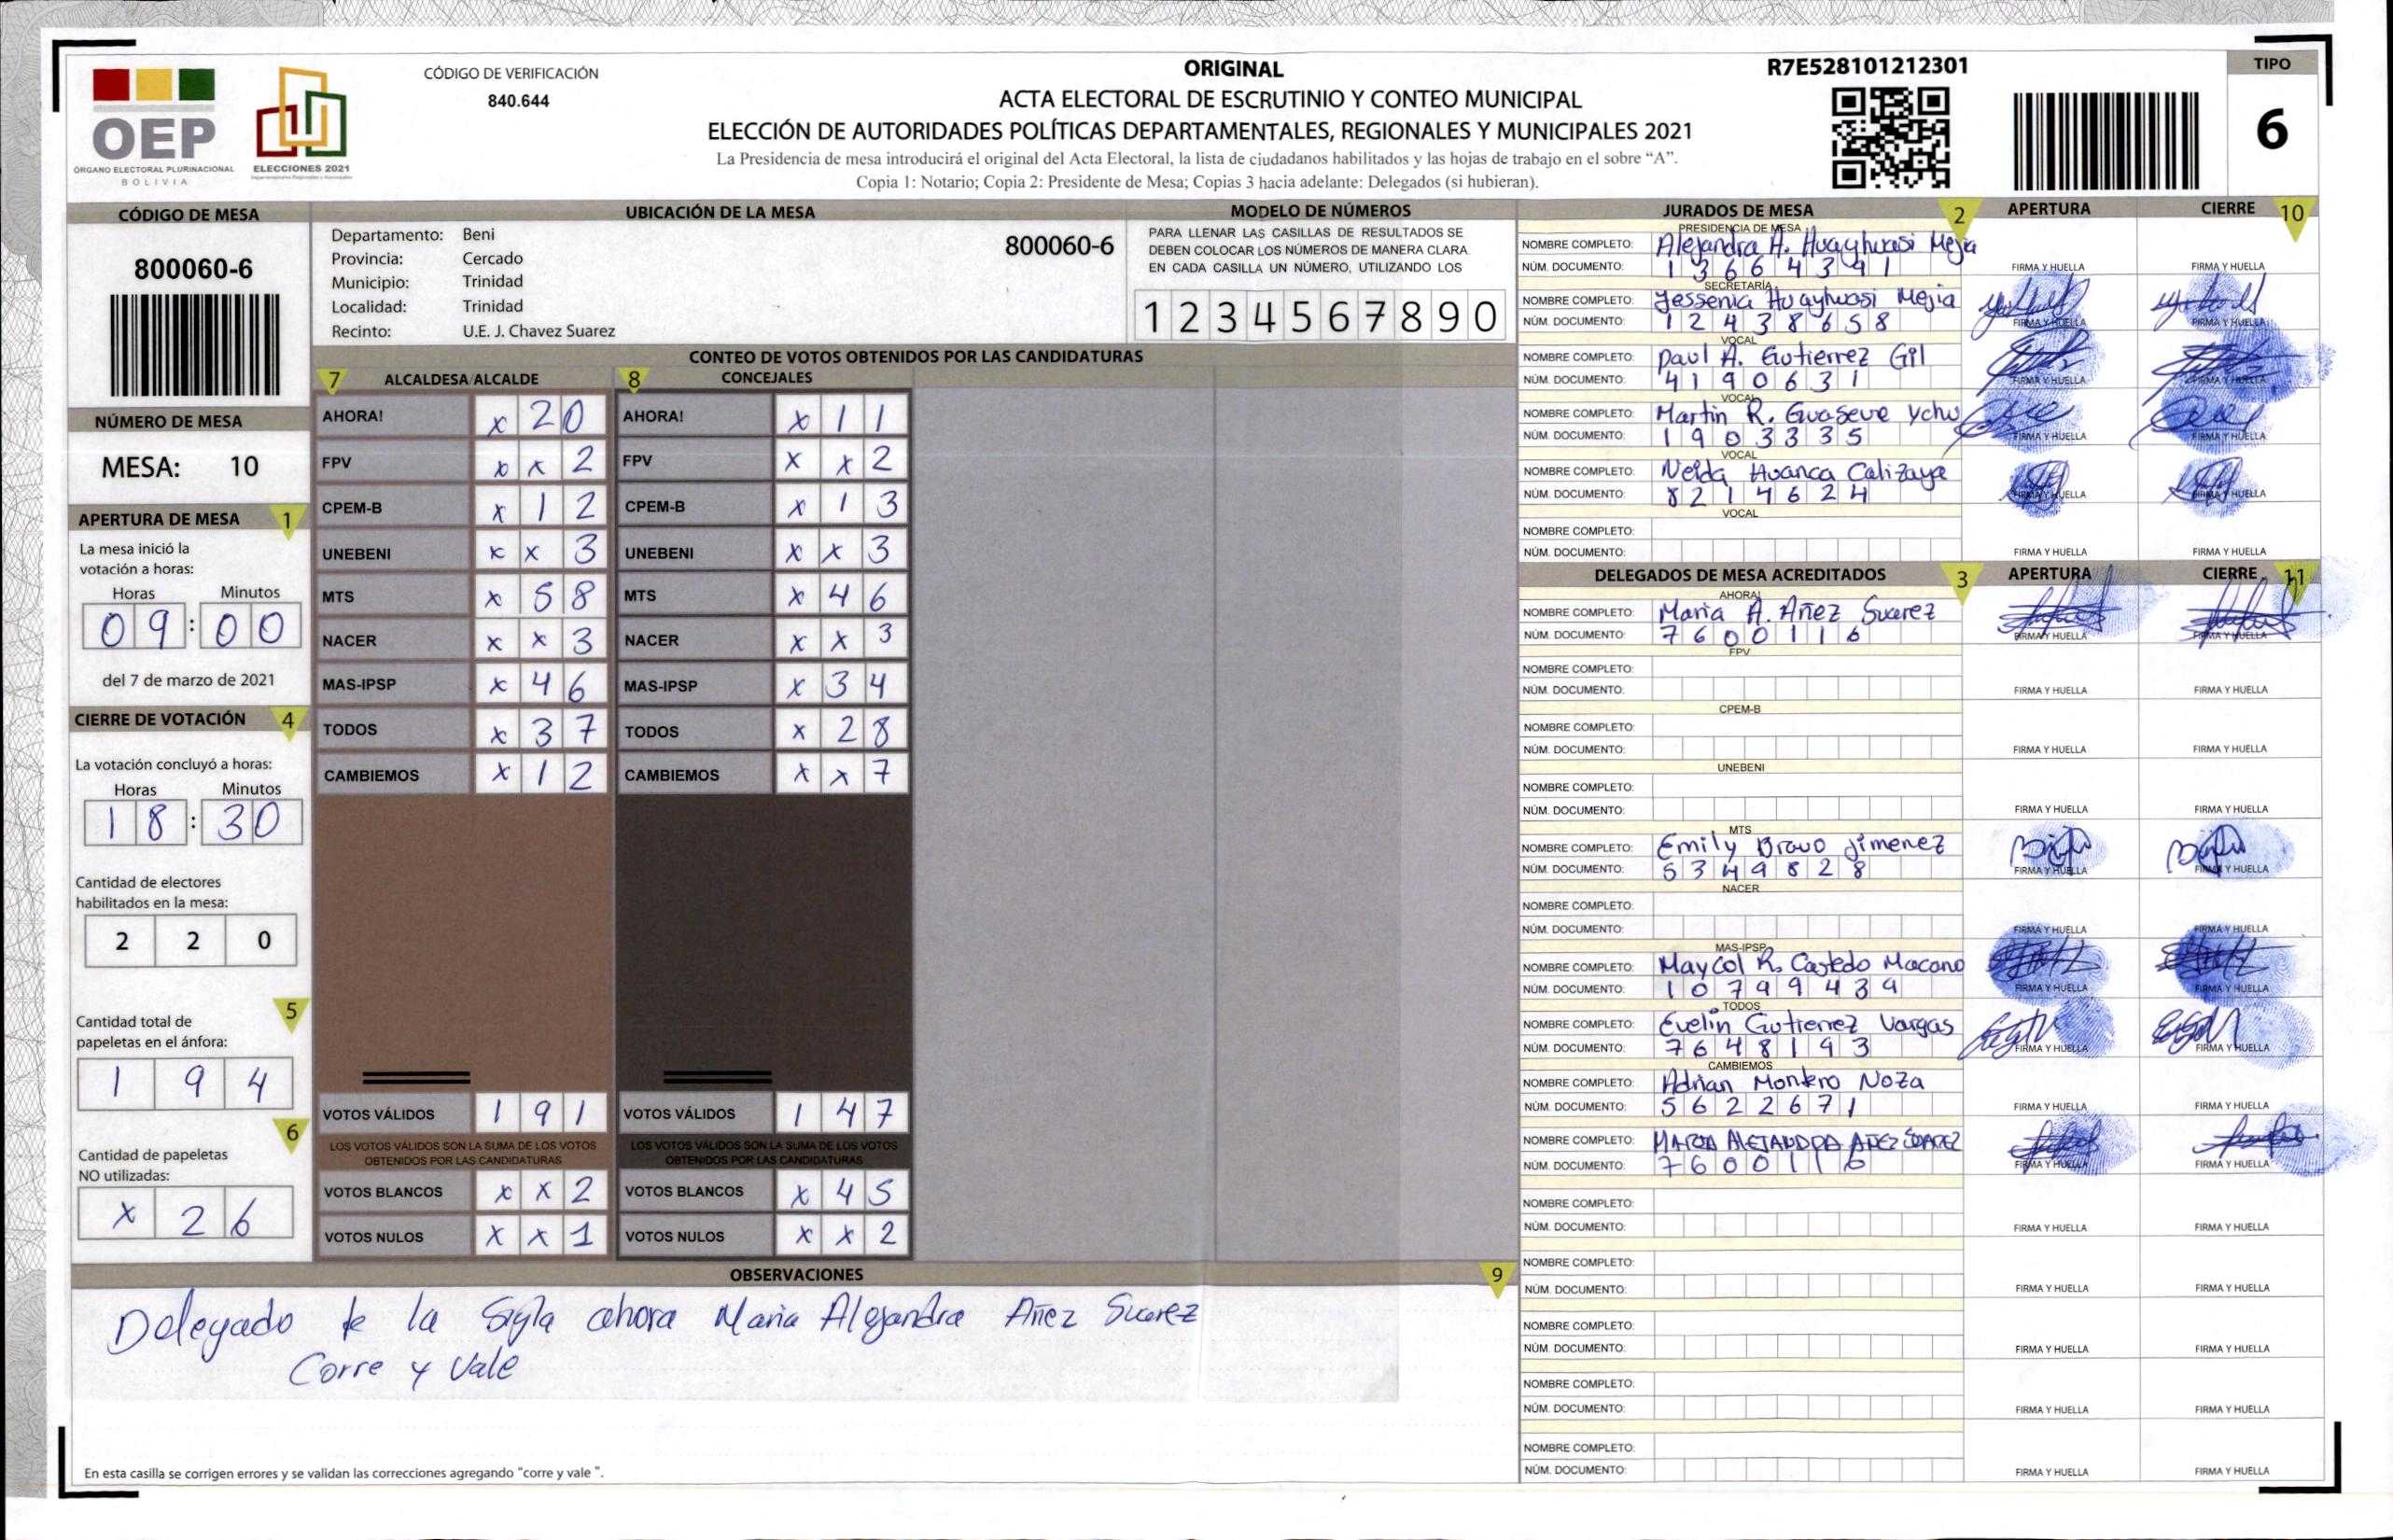 OEP
ÓRGANO ELECTORAL PLURINACIONAL
BOLIVIA
ELECCIONES 2021
CÓDIGO DE VERIFICACIÓN
840.644
ORIGINAL
ACTA ELECTORAL DE ESCRUTINIO Y CONTEO MUNICIPAL
ELECCIÓN DE AUTORIDADES POLÍTICAS DEPARTAMENTALES, REGIONALES Y MUNICIPALES 2021
La Presidencia de mesa introducirá el original del Acta Electoral, la lista de ciudadanos habilitados y las hojas de trabajo en el sobre “A”.
Copia 1: Notario; Copia 2: Presidente de Mesa; Copias 3 hacia adelante: Delegados (si hubieran).
R7E528101212301
TIPO
6
CÓDIGO DE MESA
800060-6
NÚMERO DE MESA
MESA: 10
APERTURA DE MESA 1
La mesa inició la
votación a horas:
Horas Minutos
09:00
del 7 de marzo de 2021
CIERRE DE VOTACIÓN 4
La votación concluyó a horas:
Horas Minutos
18:30
Cantidad de electores
habilitados en la mesa:
2 2 0
5
Cantidad total de
papeletas en el ánfora:
1 9 4
6
Cantidad de papeletas
NO utilizadas:
x 2 6
UBICACIÓN DE LA MESA
Departamento: Beni
Provincia: Cercado
Municipio: Trinidad
Localidad: Trinidad
Recinto: U.E. J. Chavez Suarez
800060-6
MODELO DE NÚMEROS
PARA LLENAR LAS CASILLAS DE RESULTADOS SE
DEBEN COLOCAR LOS NÚMEROS DE MANERA CLARA
EN CADA CASILLA UN NÚMERO, UTILIZANDO LOS
1 2 3 4 5 6 7 8 9 0
CONTEO DE VOTOS OBTENIDOS POR LAS CANDIDATURAS
7 ALCALDESA/ALCALDE 8 CONCEJALES
AHORA! x 2 0 AHORA! x 1 1
FPV x x 2 FPV x x 2
CPEM-B x 1 2 CPEM-B x 1 3
UNEBENI x x 3 UNEBENI x x 3
MTS x 5 8 MTS x 4 6
NACER x x 3 NACER x x 3
MAS-IPSP x 4 6 MAS-IPSP x 3 4
TODOS x 3 7 TODOS x 2 8
CAMBIEMOS x 1 2 CAMBIEMOS x x 7
VOTOS VÁLIDOS 1 9 1 VOTOS VÁLIDOS 1 4 7
LOS VOTOS VÁLIDOS SON LA SUMA DE LOS VOTOS LOS VOTOS VÁLIDOS SON LA SUMA DE LOS VOTOS
OBTENIDOS POR LAS CANDIDATURAS OBTENIDOS POR LAS CANDIDATURAS
VOTOS BLANCOS x x 2 VOTOS BLANCOS x 4 5
VOTOS NULOS x x 1 VOTOS NULOS x x 2
OBSERVACIONES 9
Delegado de la Sigla ahora Maria Alejandra Añez Suarez
Corre y Vale
En esta casilla se corrigen errores y se validan las correcciones agregando "corre y vale ".
JURADOS DE MESA 2 APERTURA CIERRE 10
PRESIDENCIA DE MESA
NOMBRE COMPLETO: Alejandra A. Huayhuasi Mejia
NÚM. DOCUMENTO: 13664391 FIRMA Y HUELLA FIRMA Y HUELLA
SECRETARÍA
NOMBRE COMPLETO: Yessenia Huayhuasi Mejia
NÚM. DOCUMENTO: 12438658 FIRMA Y HUELLA FIRMA Y HUELLA
VOCAL
NOMBRE COMPLETO: Paul A. Gutierrez Gil
NÚM. DOCUMENTO: 4190631 FIRMA Y HUELLA FIRMA Y HUELLA
VOCAL
NOMBRE COMPLETO: Martin R. Guaseve Ychu
NÚM. DOCUMENTO: 1903335 FIRMA Y HUELLA FIRMA Y HUELLA
VOCAL
NOMBRE COMPLETO: Nelda Huanca Calizaya
NÚM. DOCUMENTO: 8214624 FIRMA Y HUELLA FIRMA Y HUELLA
VOCAL
NOMBRE COMPLETO:
NÚM. DOCUMENTO: FIRMA Y HUELLA FIRMA Y HUELLA
DELEGADOS DE MESA ACREDITADOS 3 APERTURA CIERRE 11
AHORA!
NOMBRE COMPLETO: Maria A. Añez Suarez
NÚM. DOCUMENTO: 7600116 FIRMA Y HUELLA FIRMA Y HUELLA
FPV
NOMBRE COMPLETO:
NÚM. DOCUMENTO: FIRMA Y HUELLA FIRMA Y HUELLA
CPEM-B
NOMBRE COMPLETO:
NÚM. DOCUMENTO: FIRMA Y HUELLA FIRMA Y HUELLA
UNEBENI
NOMBRE COMPLETO:
NÚM. DOCUMENTO: FIRMA Y HUELLA FIRMA Y HUELLA
MTS
NOMBRE COMPLETO: Emily Bravo Jimenez
NÚM. DOCUMENTO: 5349828 FIRMA Y HUELLA FIRMA Y HUELLA
NACER
NOMBRE COMPLETO:
NÚM. DOCUMENTO: FIRMA Y HUELLA FIRMA Y HUELLA
MAS-IPSP
NOMBRE COMPLETO: Maycol R. Castedo Mocono
NÚM. DOCUMENTO: 10799439 FIRMA Y HUELLA FIRMA Y HUELLA
TODOS
NOMBRE COMPLETO: Evelin Gutierrez Vargas
NÚM. DOCUMENTO: 7648193 FIRMA Y HUELLA FIRMA Y HUELLA
CAMBIEMOS
NOMBRE COMPLETO: Adrian Montero Noza
NÚM. DOCUMENTO: 5622671 FIRMA Y HUELLA FIRMA Y HUELLA
NOMBRE COMPLETO: MARIA ALEJANDRA AÑEZ SUAREZ
NÚM. DOCUMENTO: 7600116 FIRMA Y HUELLA FIRMA Y HUELLA
NOMBRE COMPLETO:
NÚM. DOCUMENTO: FIRMA Y HUELLA FIRMA Y HUELLA
NOMBRE COMPLETO:
NÚM. DOCUMENTO: FIRMA Y HUELLA FIRMA Y HUELLA
NOMBRE COMPLETO:
NÚM. DOCUMENTO: FIRMA Y HUELLA FIRMA Y HUELLA
NOMBRE COMPLETO:
NÚM. DOCUMENTO: FIRMA Y HUELLA FIRMA Y HUELLA
NOMBRE COMPLETO:
NÚM. DOCUMENTO: FIRMA Y HUELLA FIRMA Y HUELLA